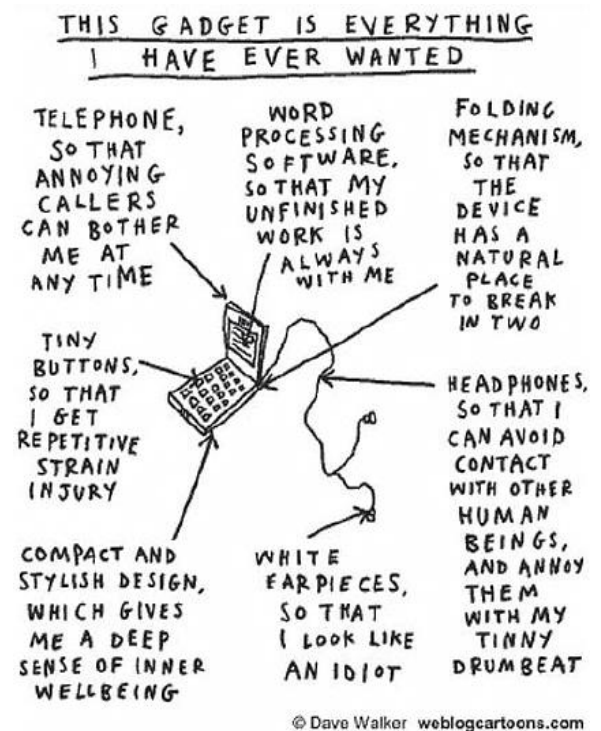 THIS GADGET IS EVERYTHING
I HAVE EVER WANTED
TELEPHONE,
SO THAT
ANNOYING
CALLERS
CAN BOTHER
ME AT
ANY TIME
WORD
PROCESSING
SOFTWARE,
SO THAT MY
UNFINISHED
WORK IS
ALWAYS
WITH ME
FOLDING
MECHANISM,
SO THAT
THE
DEVICE
HAS A
NATURAL
PLACE
TO BREAK
IN TWO
TINY
BUTTONS,
SO THAT
I GET
REPETITIVE
STRAIN
INJURY
HEADPHONES,
SO THAT I
CAN AVOID
CONTACT
WITH OTHER
HUMAN
BEINGS,
AND ANNOY
THEM
WITH MY
TINNY
DRUMBEAT
COMPACT AND
STYLISH DESIGN,
WHICH GIVES
ME A DEEP
SENSE OF INNER
WELLBEING
WHITE
EARPIECES,
SO THAT
I LOOK LIKE
AN IDIOT
© Dave Walker weblogcartoons.com